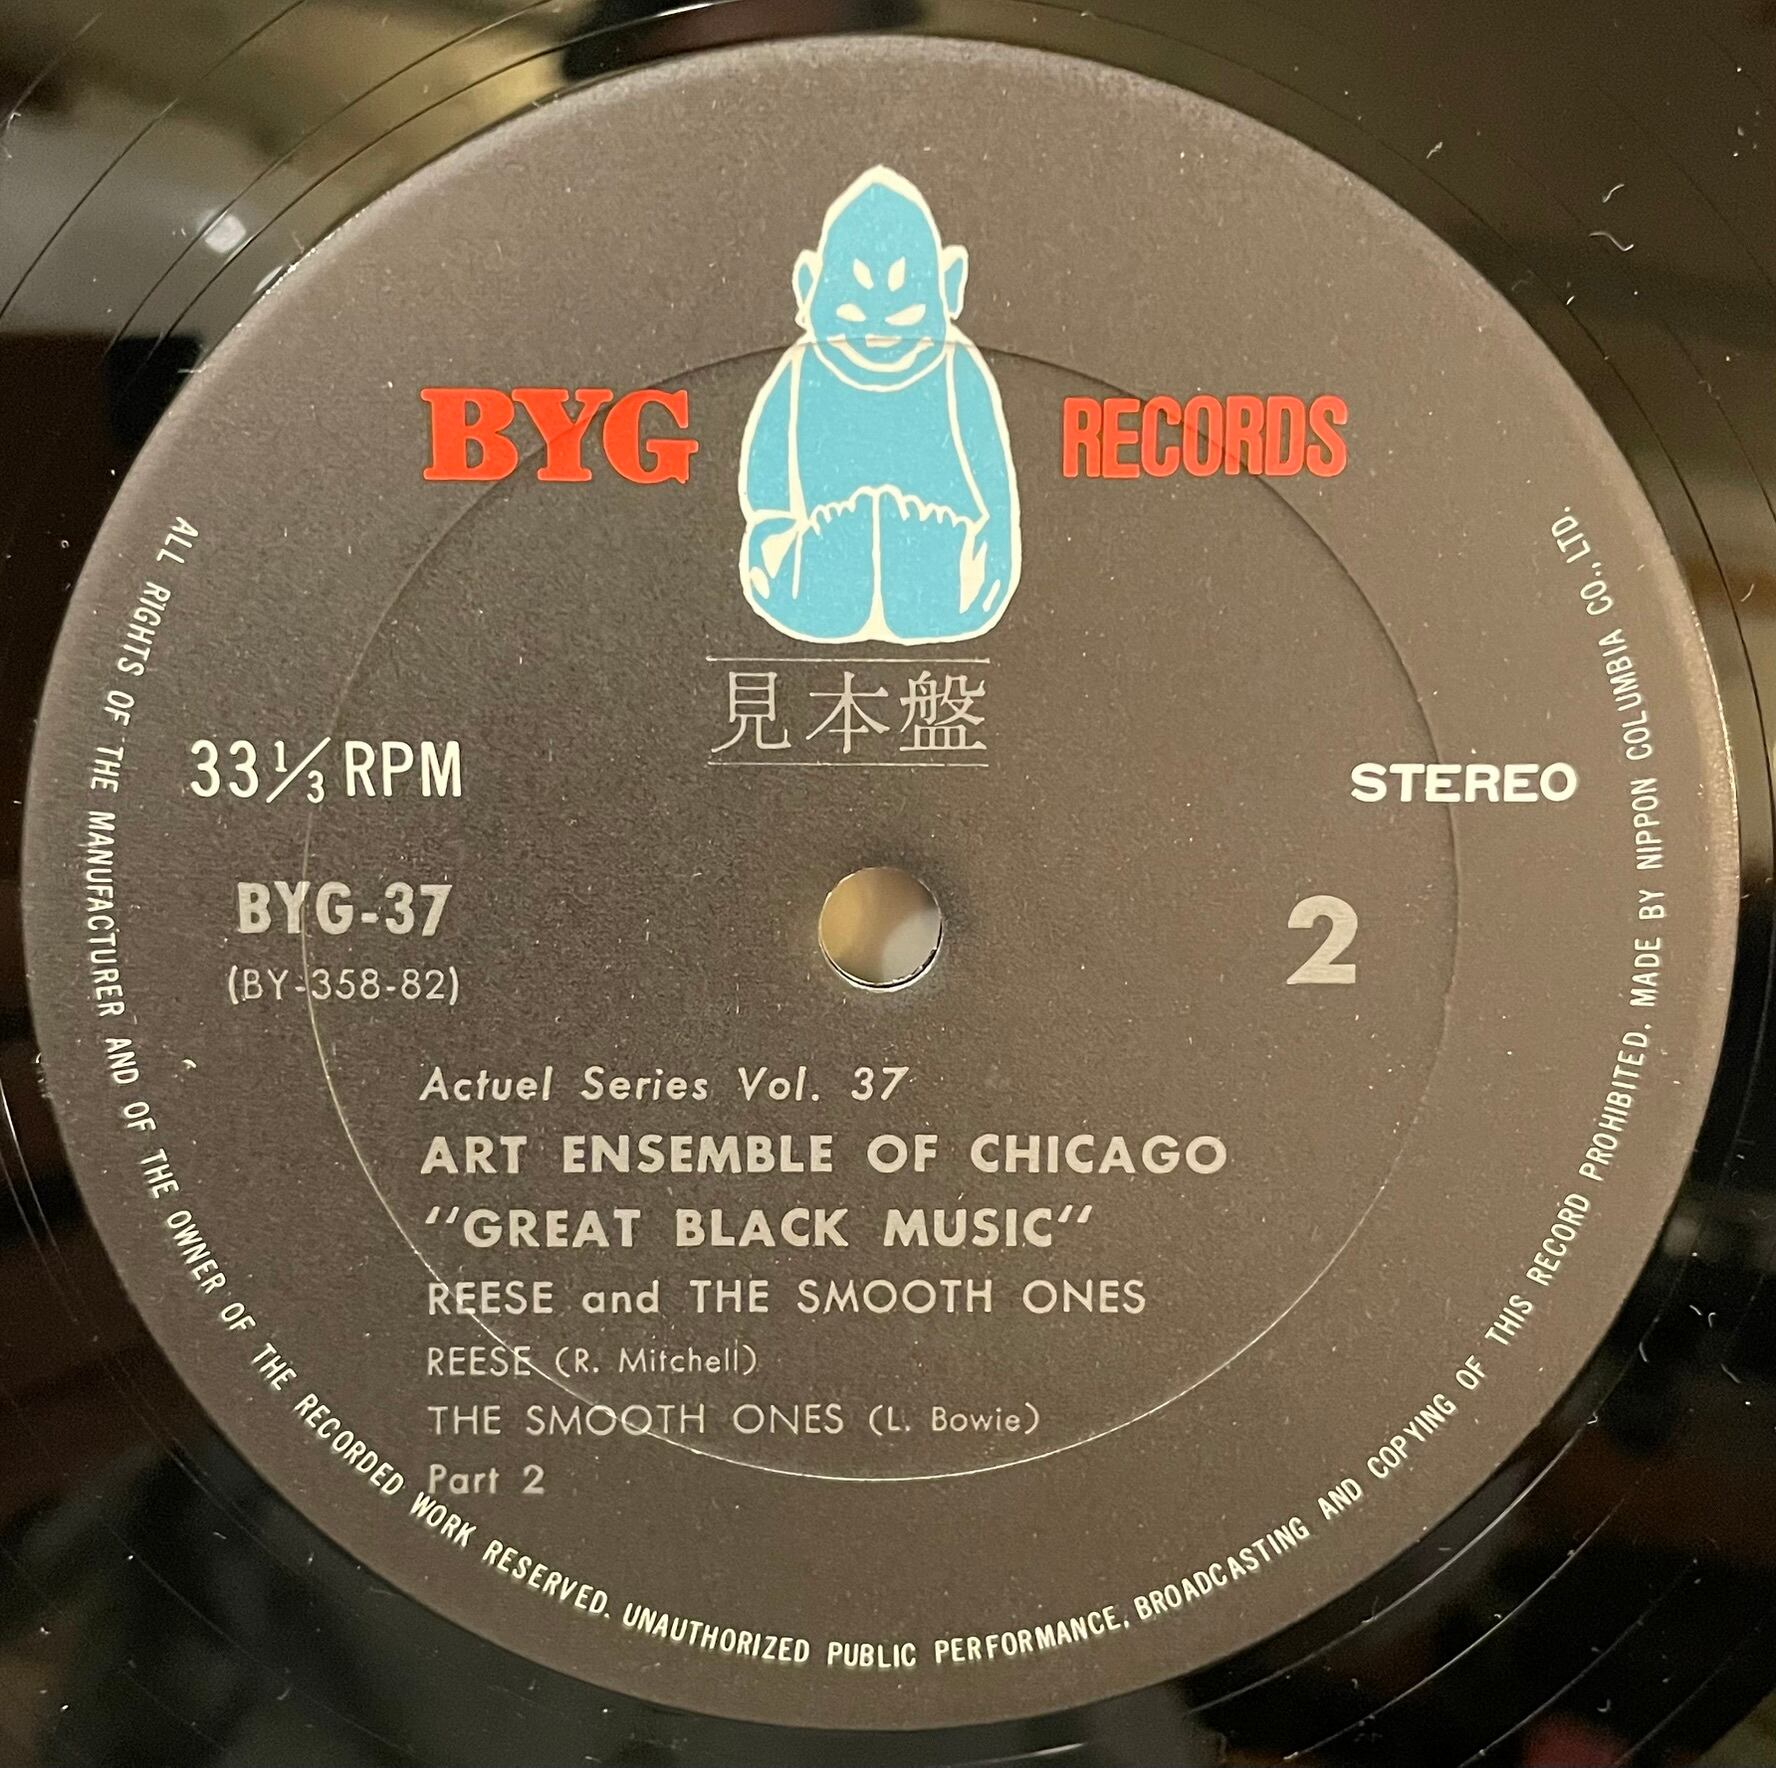 BYG RECORDS
見本盤
33 1/3 RPM
STEREO
BYG-37
2
(BY-358-82)
Actuel Series Vol. 37
ART ENSEMBLE OF CHICAGO
"GREAT BLACK MUSIC"
REESE and THE SMOOTH ONES
REESE (R. Mitchell)
THE SMOOTH ONES (L. Bowie)
Part 2
ALL RIGHTS OF THE MANUFACTURER AND OF THE OWNER OF THE RECORDED WORK RESERVED. UNAUTHORIZED PUBLIC PERFORMANCE, BROADCASTING AND COPYING OF THIS RECORD PROHIBITED. MADE BY NIPPON COLUMBIA CO., LTD.